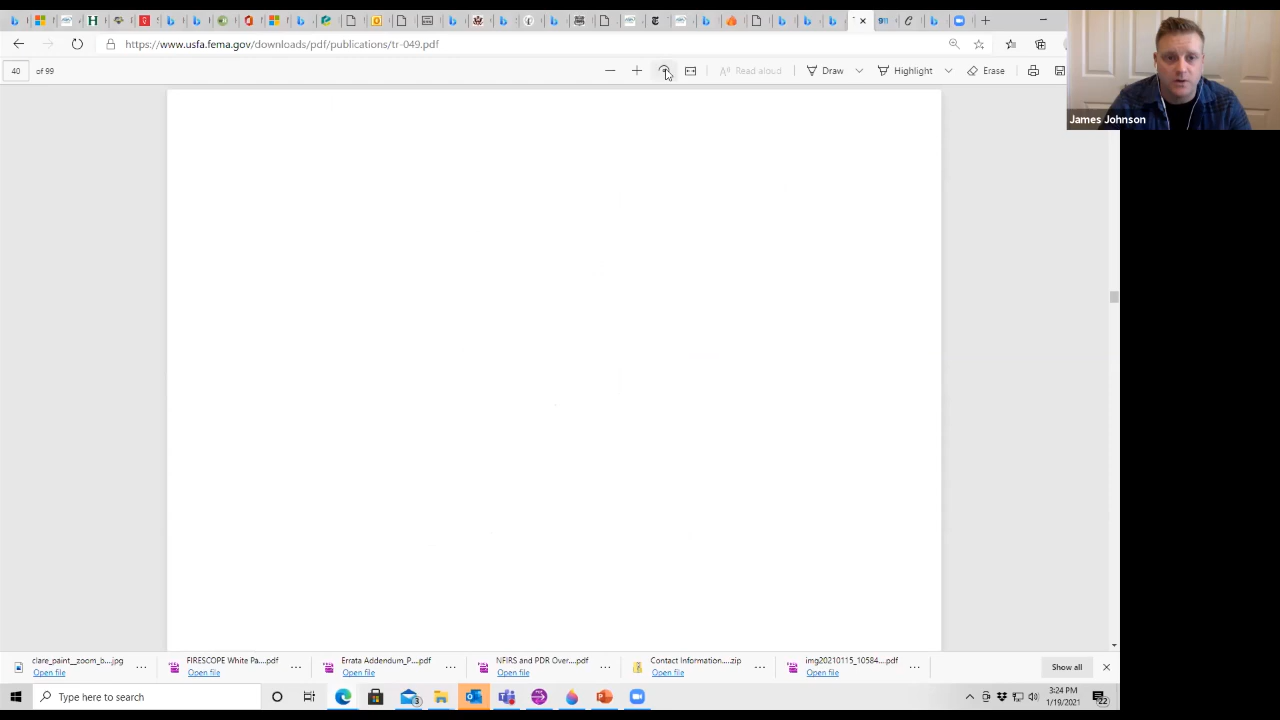 https://www.usfa.fema.gov/downloads/pdf/publications/tr-049.pdf
40 of 99
Read aloud
Draw
Highlight
Erase
James Johnson
clare_paint__zoom_b....jpg
Open file
FIRESCOPE White Pa....pdf
Open file
Errata Addendum_P....pdf
Open file
NFIRS and PDR Over....pdf
Open file
Contact Information....zip
Open file
img20210115_10584....pdf
Open file
Show all
Type here to search
3
3:24 PM
1/19/2021
22